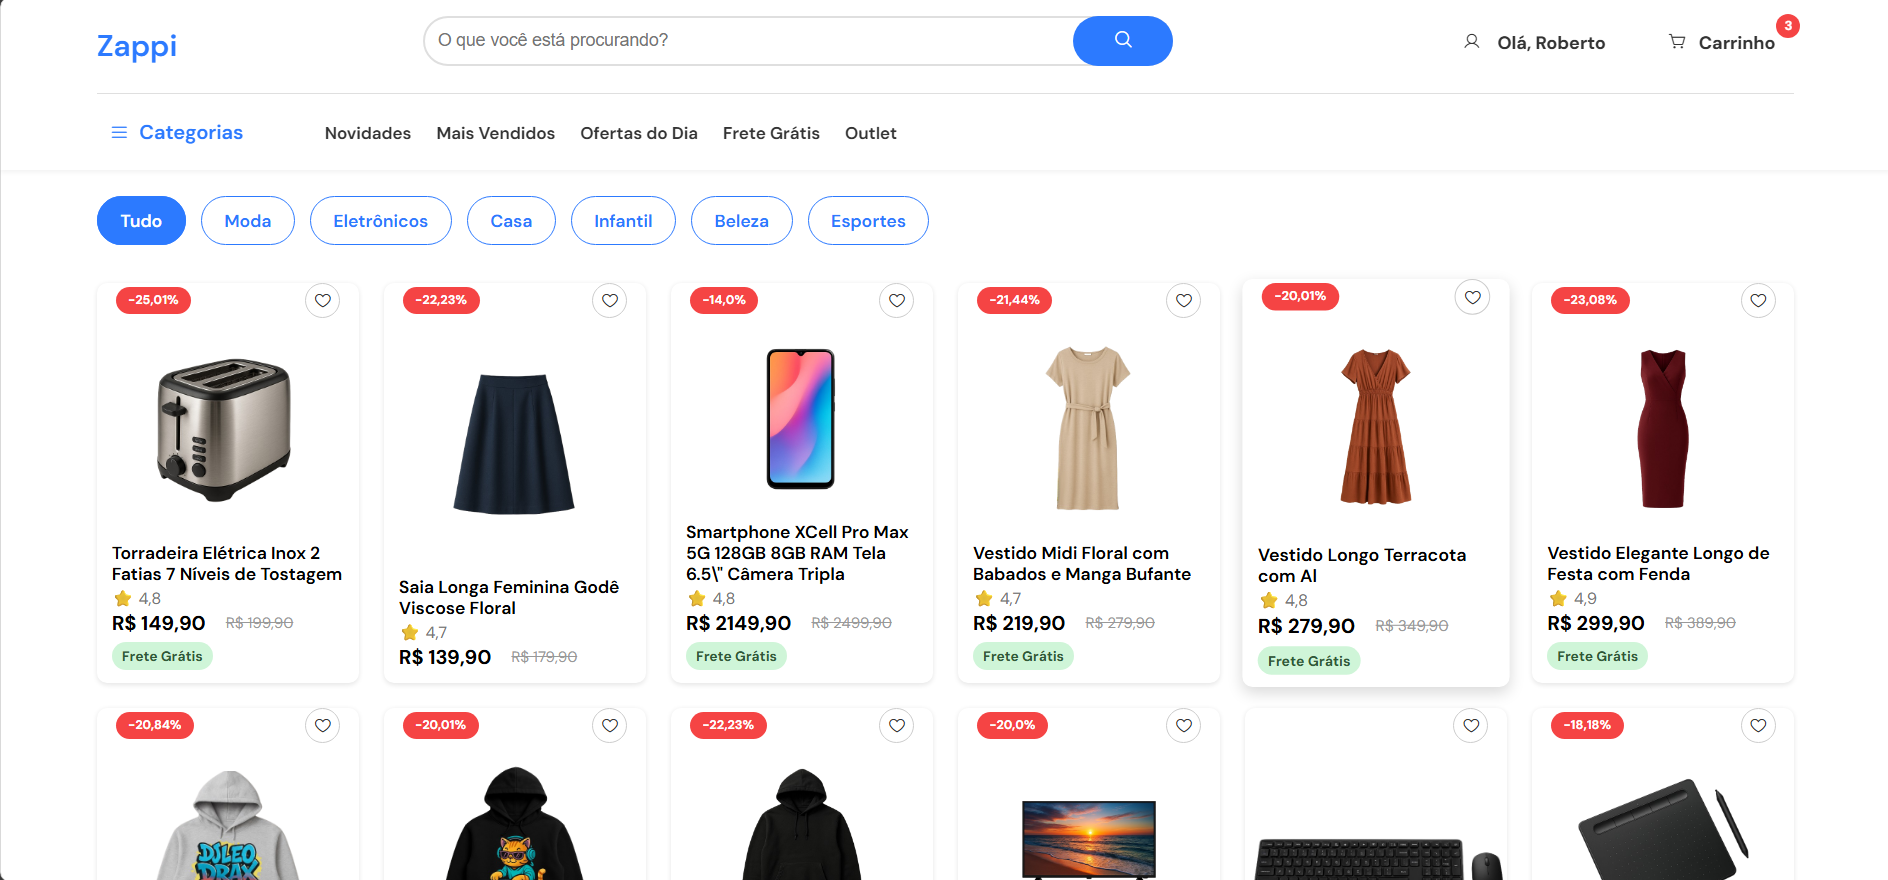 Zappi
O que você está procurando?
Olá, Roberto
Carrinho
3
Categorias
Novidades
Mais Vendidos
Ofertas do Dia
Frete Grátis
Outlet
Tudo
Moda
Eletrônicos
Casa
Infantil
Beleza
Esportes
-25,01%
Torradeira Elétrica Inox 2
Fatias 7 Níveis de Tostagem
4,8
R$ 149,90 R$ 199,90
Frete Grátis
-22,23%
Saia Longa Feminina Godê
Viscose Floral
4,7
R$ 139,90 R$ 179,90
-14,0%
Smartphone XCell Pro Max
5G 128GB 8GB RAM Tela
6.5\" Câmera Tripla
4,8
R$ 2149,90 R$ 2499,90
Frete Grátis
-21,44%
Vestido Midi Floral com
Babados e Manga Bufante
4,7
R$ 219,90 R$ 279,90
Frete Grátis
-20,01%
Vestido Longo Terracota
com Al
4,8
R$ 279,90 R$ 349,90
Frete Grátis
-23,08%
Vestido Elegante Longo de
Festa com Fenda
4,9
R$ 299,90 R$ 389,90
Frete Grátis
-20,84%
DJLEO
DRAX
-20,01%
-22,23%
-20,0%
-18,18%